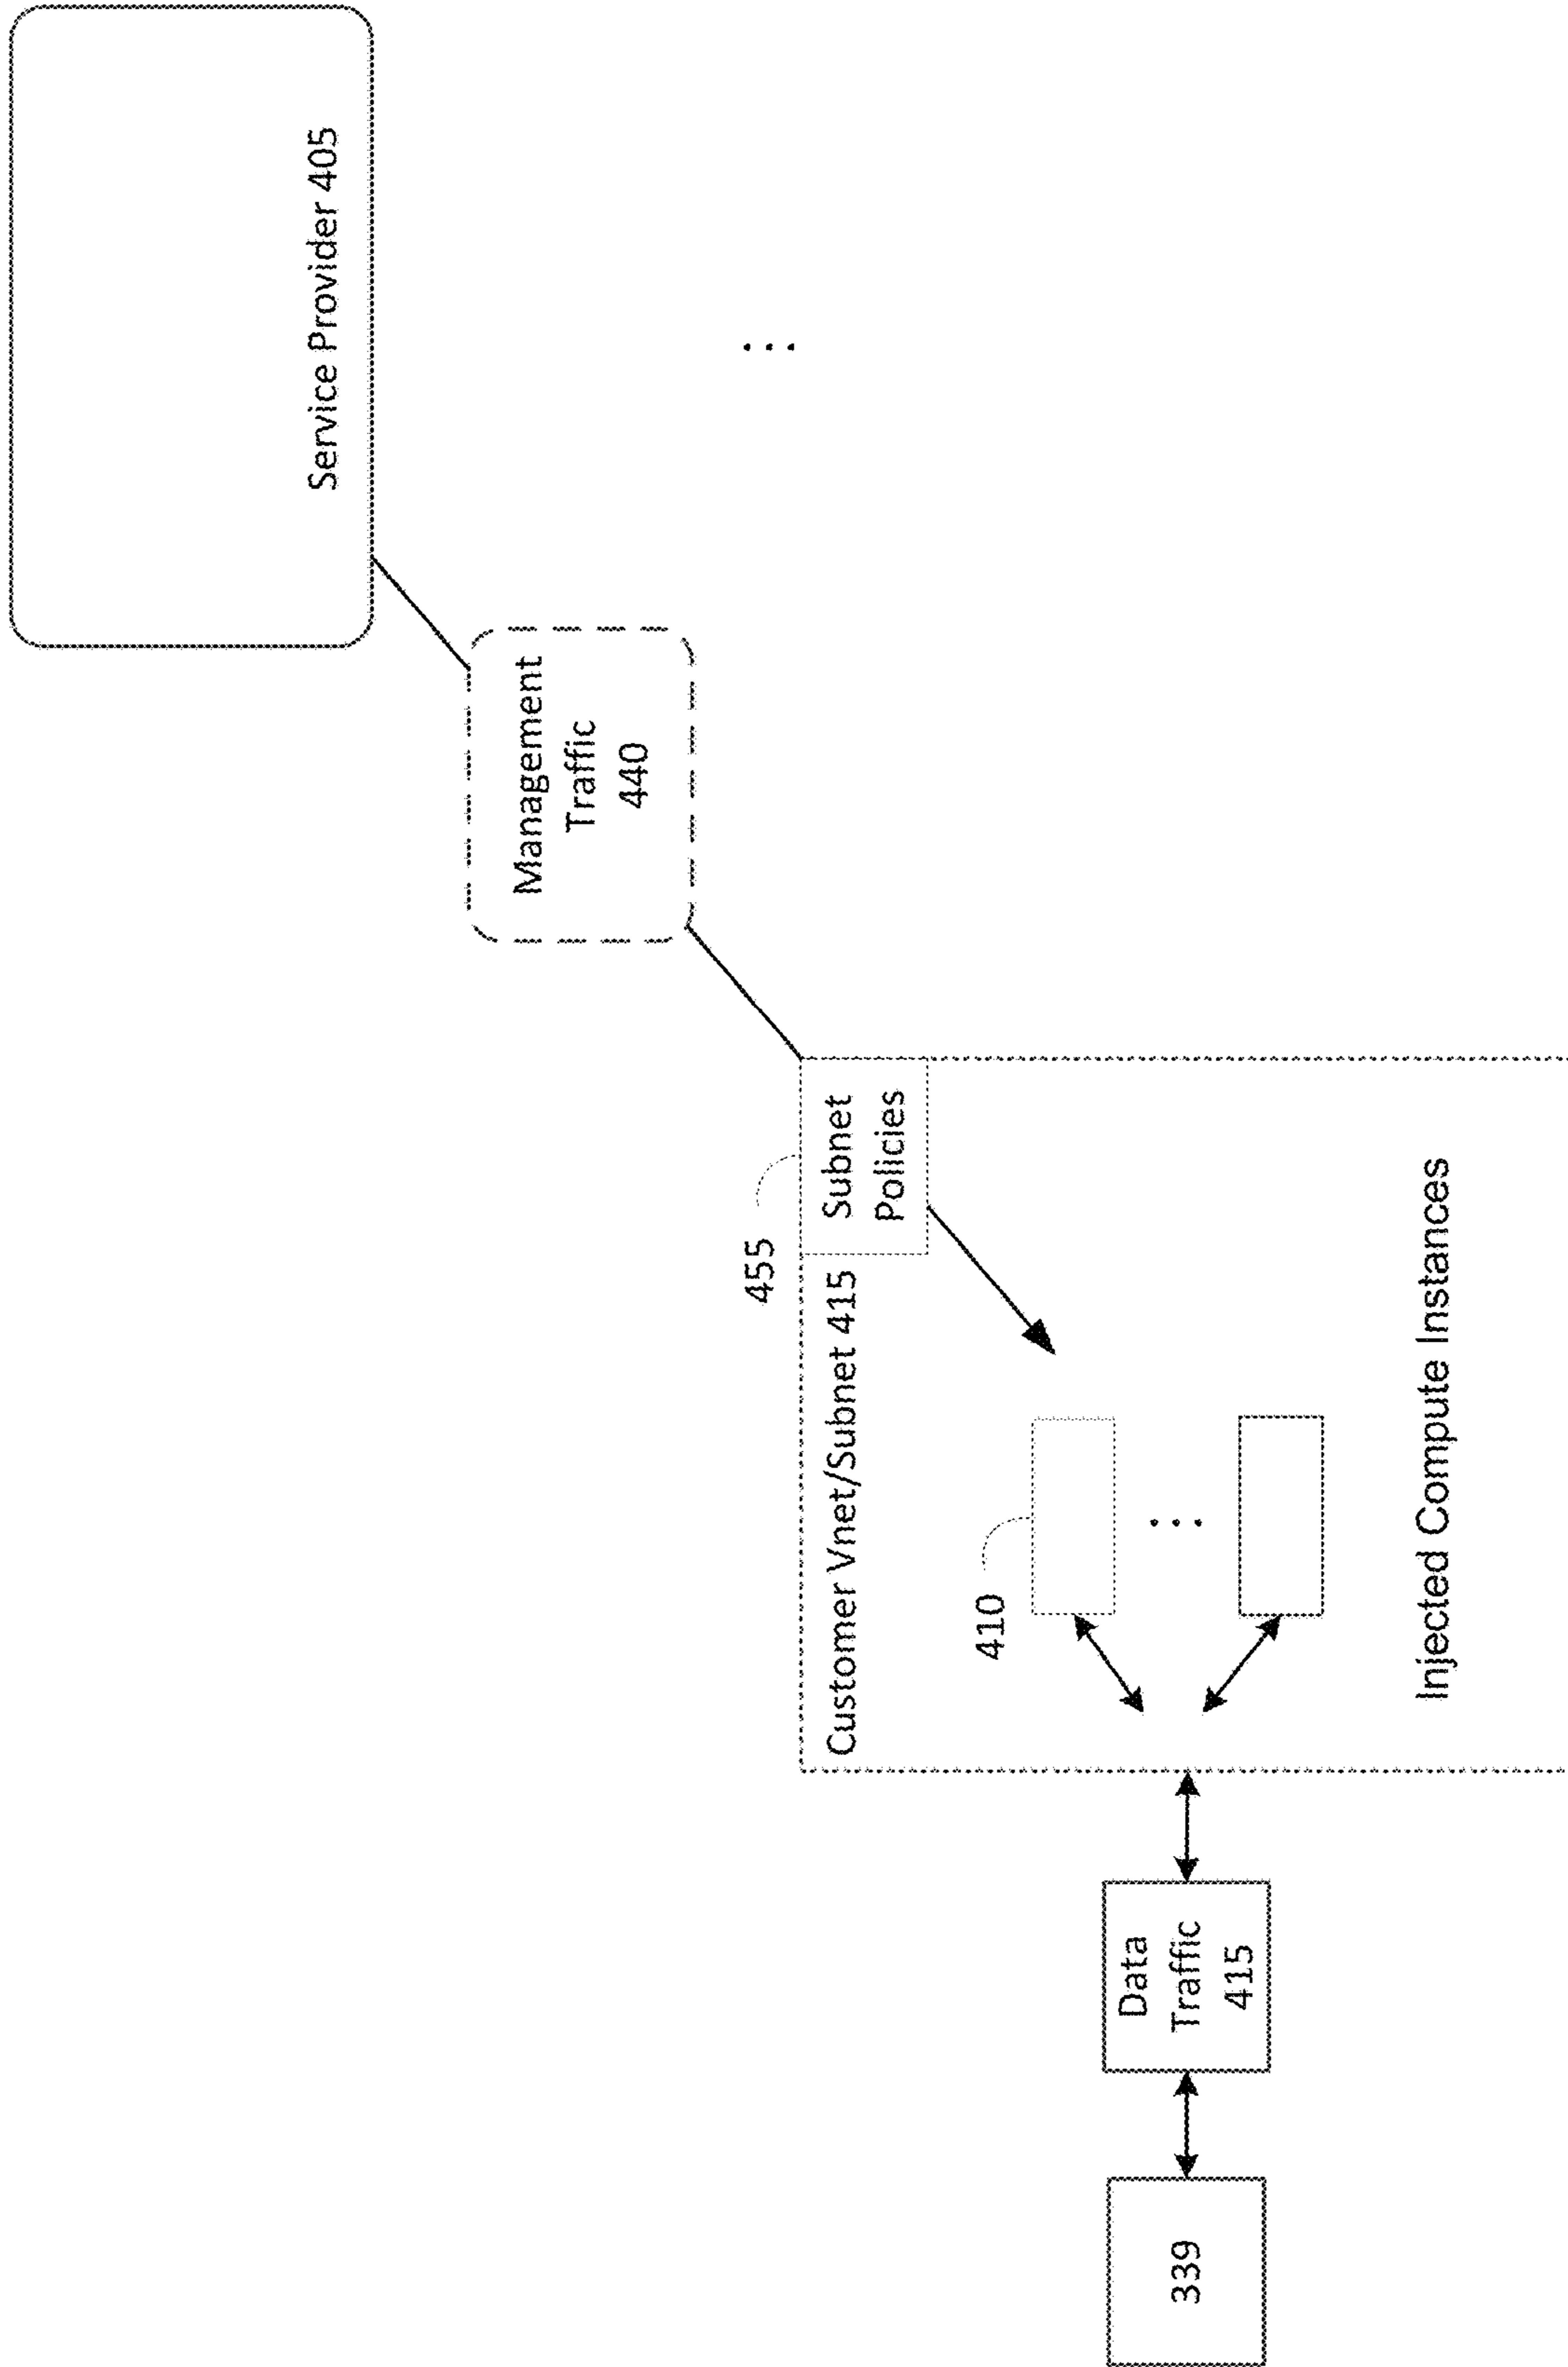 Service Provider 405
Management
Traffic
440
...
455
Subnet
Policies
Customer Vnet/Subnet 415
410
...
Injected Compute Instances
Data
Traffic
415
339